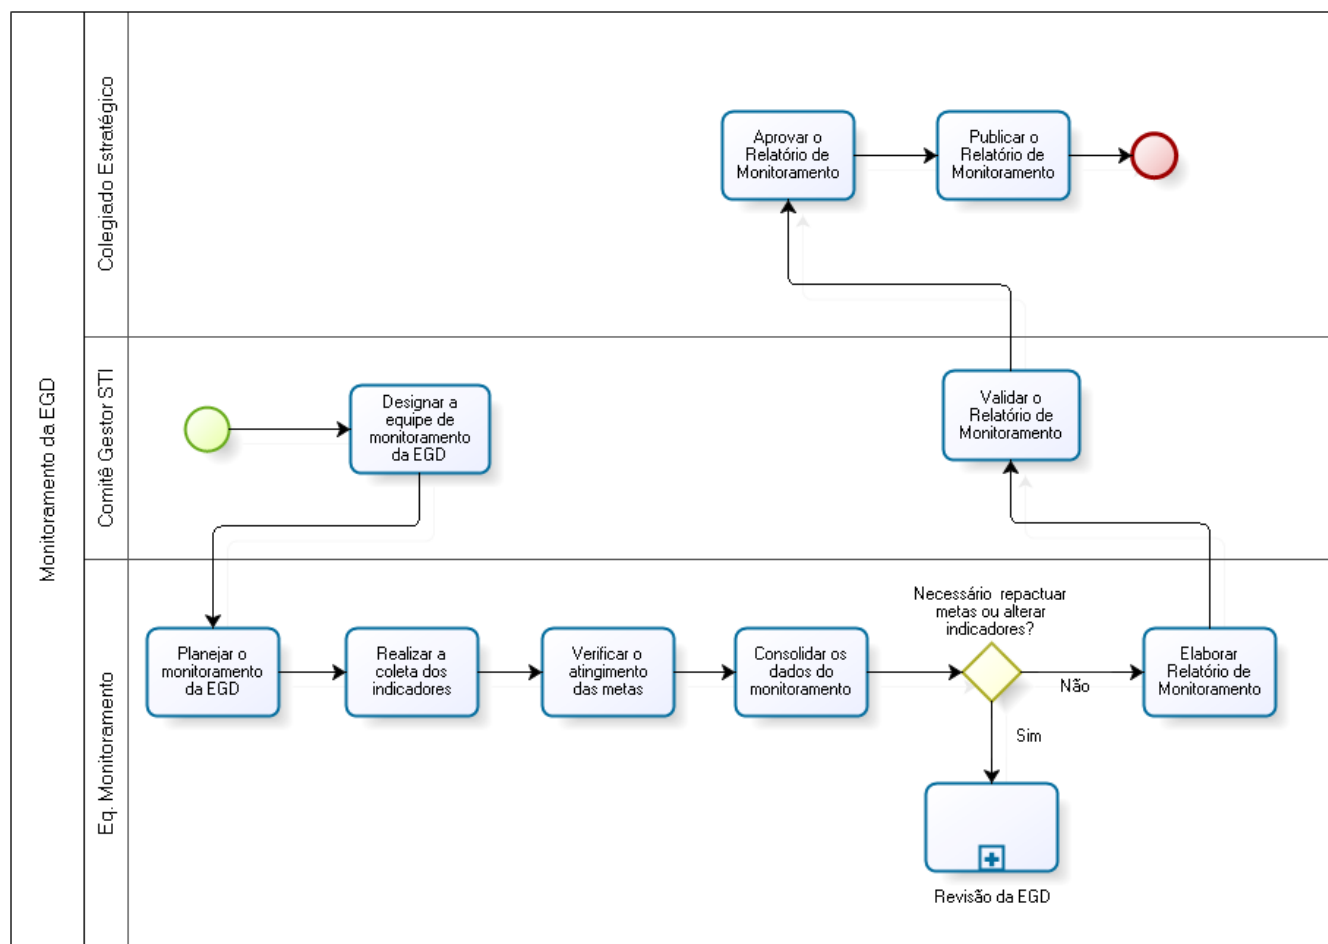 Monitoramento da EGD
Colegiado Estratégico
Aprovar o
Relatório de
Monitoramento
Publicar o
Relatório de
Monitoramento
Comitê Gestor STI
Designar a
equipe de
monitoramento
da EGD
Validar o
Relatório de
Monitoramento
Eq. Monitoramento
Planejar o
monitoramento
da EGD
Realizar a
coleta dos
indicadores
Verificar o
atingimento
das metas
Consolidar os
dados do
monitoramento
Necessário repactuar
metas ou alterar
indicadores?
Não
Sim
Elaborar
Relatório de
Monitoramento
Revisão da EGD